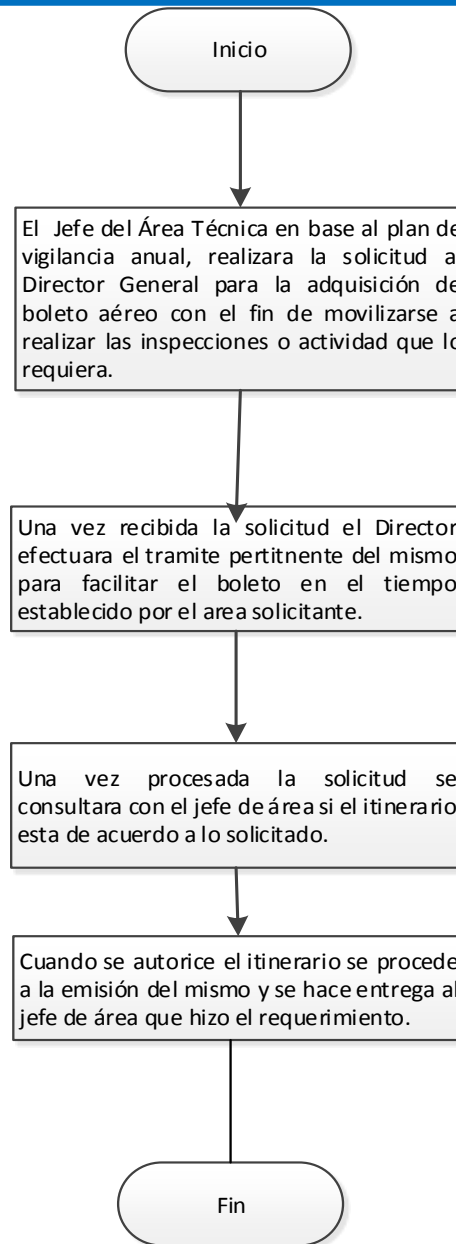 Inicio
El Jefe del Área Técnica en base al plan de
vigilancia anual, realizara la solicitud a
Director General para la adquisición de
boleto aéreo con el fin de movilizarse a
realizar las inspecciones o actividad que lo
requiera.
Una vez recibida la solicitud el Director
efectuara el tramite pertitnente del mismo
para facilitar el boleto en el tiempo
establecido por el area solicitante.
Una vez procesada la solicitud se
consultara con el jefe de área si el itinerario
esta de acuerdo a lo solicitado.
Cuando se autorice el itinerario se procede
a la emisión del mismo y se hace entrega al
jefe de área que hizo el requerimiento.
Fin